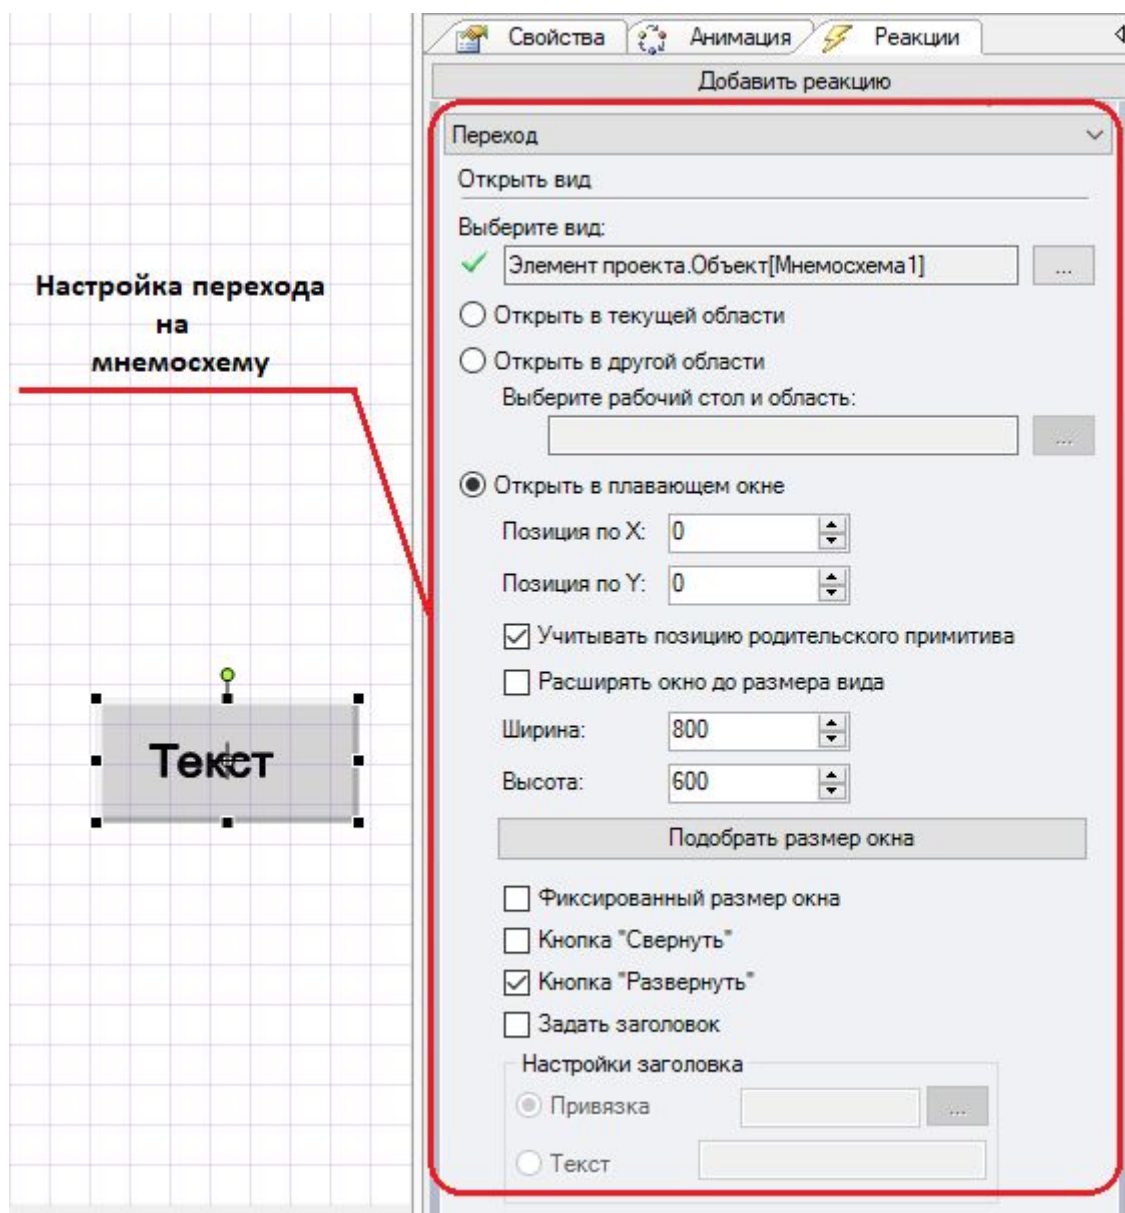 Свойства Анимация Реакции
Добавить реакцию
Переход
Открыть вид
Выберите вид:
Элемент проекта.Объект[Мнемосхема1] ...
Настройка перехода
на
мнемосхему
Открыть в текущей области
Открыть в другой области
Выберите рабочий стол и область:
...
Открыть в плавающем окне
Позиция по X: 0
Позиция по Y: 0
Учитывать позицию родительского примитива
Расширять окно до размера вида
Ширина: 800
Текст
Высота: 600
Подобрать размер окна
Фиксированный размер окна
Кнопка "Свернуть"
Кнопка "Развернуть"
Задать заголовок
Настройки заголовка
Привязка ...
Текст